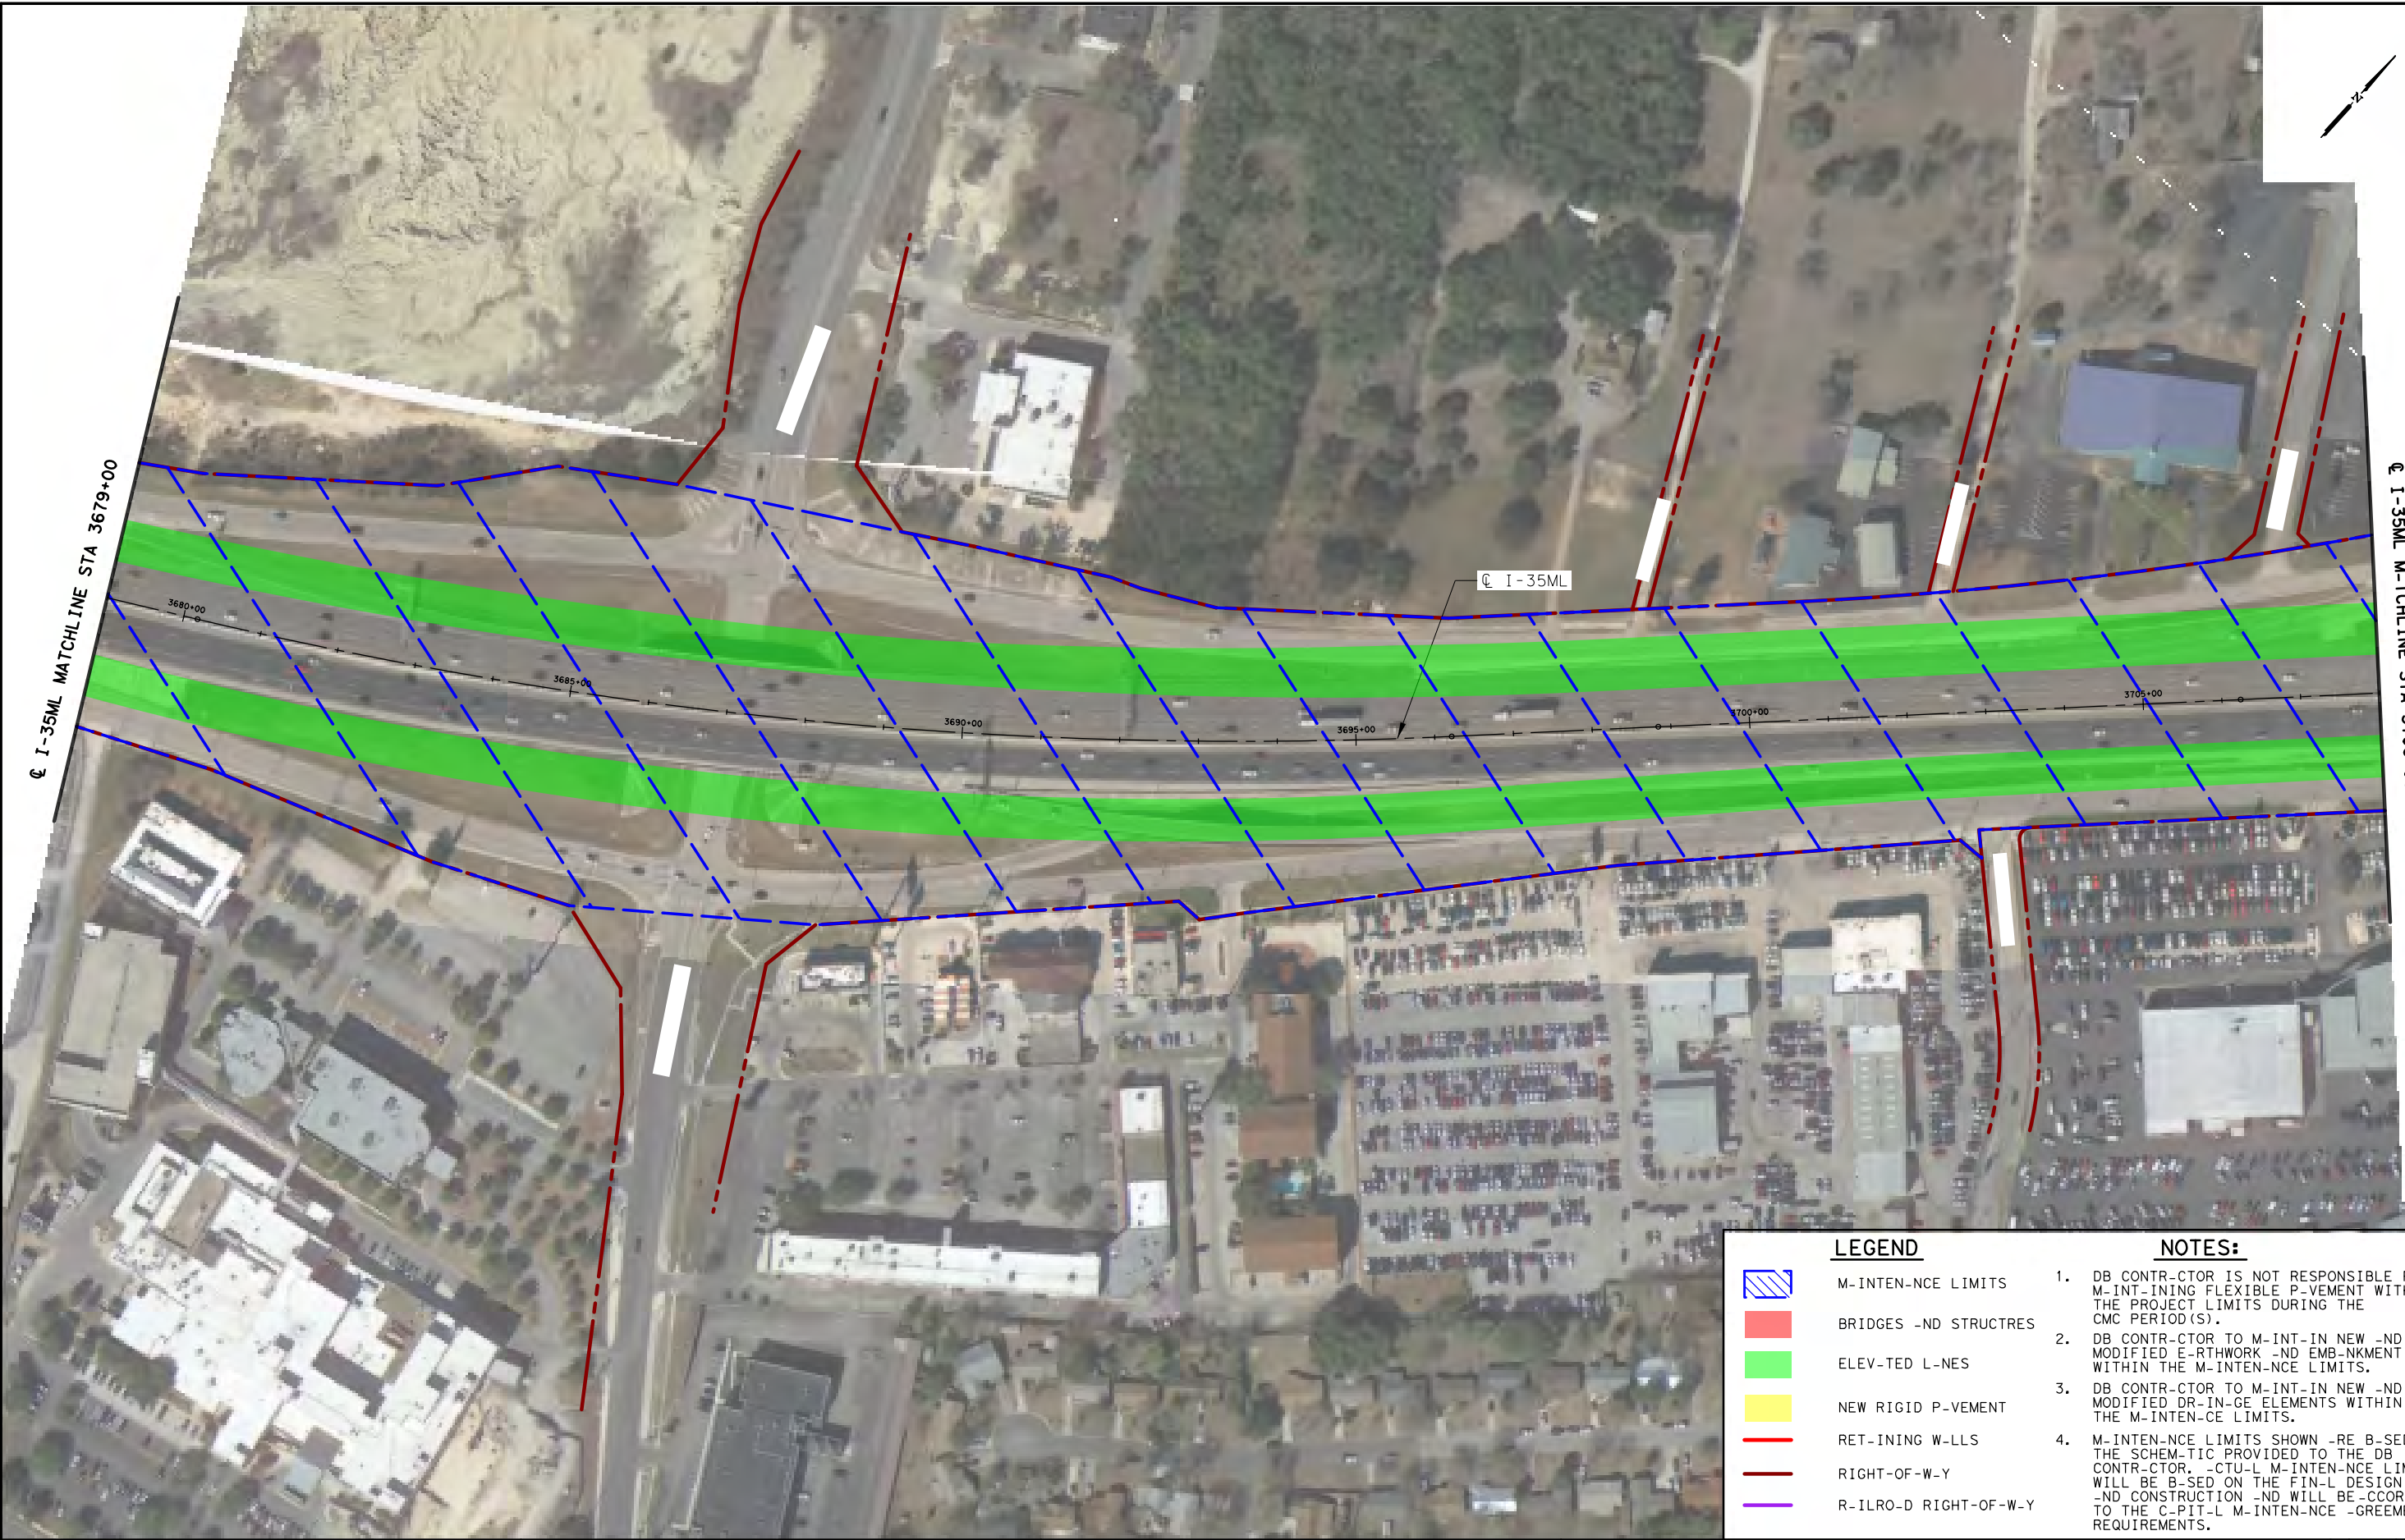 N
℄ I-35ML MATCHLINE STA 3679+00
℄ I-35ML M-TCHLINE STA
℄ I-35ML
3680+00
3685+00
3690+00
3695+00
3700+00
3705+00
LEGEND
M-INTEN-NCE LIMITS
BRIDGES -ND STRUCTRES
ELEV-TED L-NES
NEW RIGID P-VEMENT
RET-INING W-LLS
RIGHT-OF-W-Y
R-ILRO-D RIGHT-OF-W-Y
NOTES:
1. DB CONTR-CTOR IS NOT RESPONSIBLE
M-INT-INING FLEXIBLE P-VEMENT WITH
THE PROJECT LIMITS DURING THE
CMC PERIOD(S).
2. DB CONTR-CTOR TO M-INT-IN NEW -ND
MODIFIED E-RTHWORK -ND EMB-NKMENT
WITHIN THE M-INTEN-NCE LIMITS.
3. DB CONTR-CTOR TO M-INT-IN NEW -ND
MODIFIED DR-IN-GE ELEMENTS WITHIN
THE M-INTEN-CE LIMITS.
4. M-INTEN-NCE LIMITS SHOWN -RE B-SE
THE SCHEM-TIC PROVIDED TO THE DB
CONTR-CTOR. -CTU-L M-INTEN-NCE LI
WILL BE B-SED ON THE FIN-L DESIGN
-ND CONSTRUCTION -ND WILL BE -CCOR
TO THE C-PIT-L M-INTEN-NCE -GREEM
REQUIREMENTS.